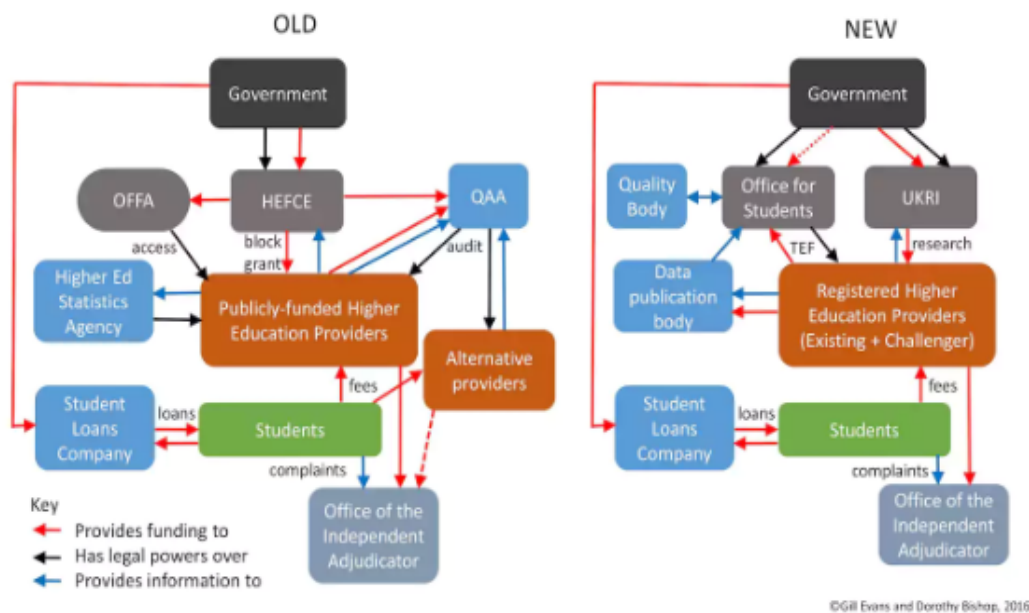 OLD
Government
OFFA
HEFCE
QAA
access
block
grant
audit
Higher Ed
Statistics
Agency
Publicly-funded Higher
Education Providers
Alternative
providers
fees
Student
Loans
Company
loans
Students
complaints
Office of the
Independent
Adjudicator
Key
Provides funding to
Has legal powers over
Provides information to
NEW
Government
Quality
Body
Office for
Students
UKRI
TEF
research
Data
publication
body
Registered Higher
Education Providers
(Existing + Challenger)
fees
Student
Loans
Company
loans
Students
complaints
Office of the
Independent
Adjudicator
©Gill Evans and Dorothy Bishop, 2016